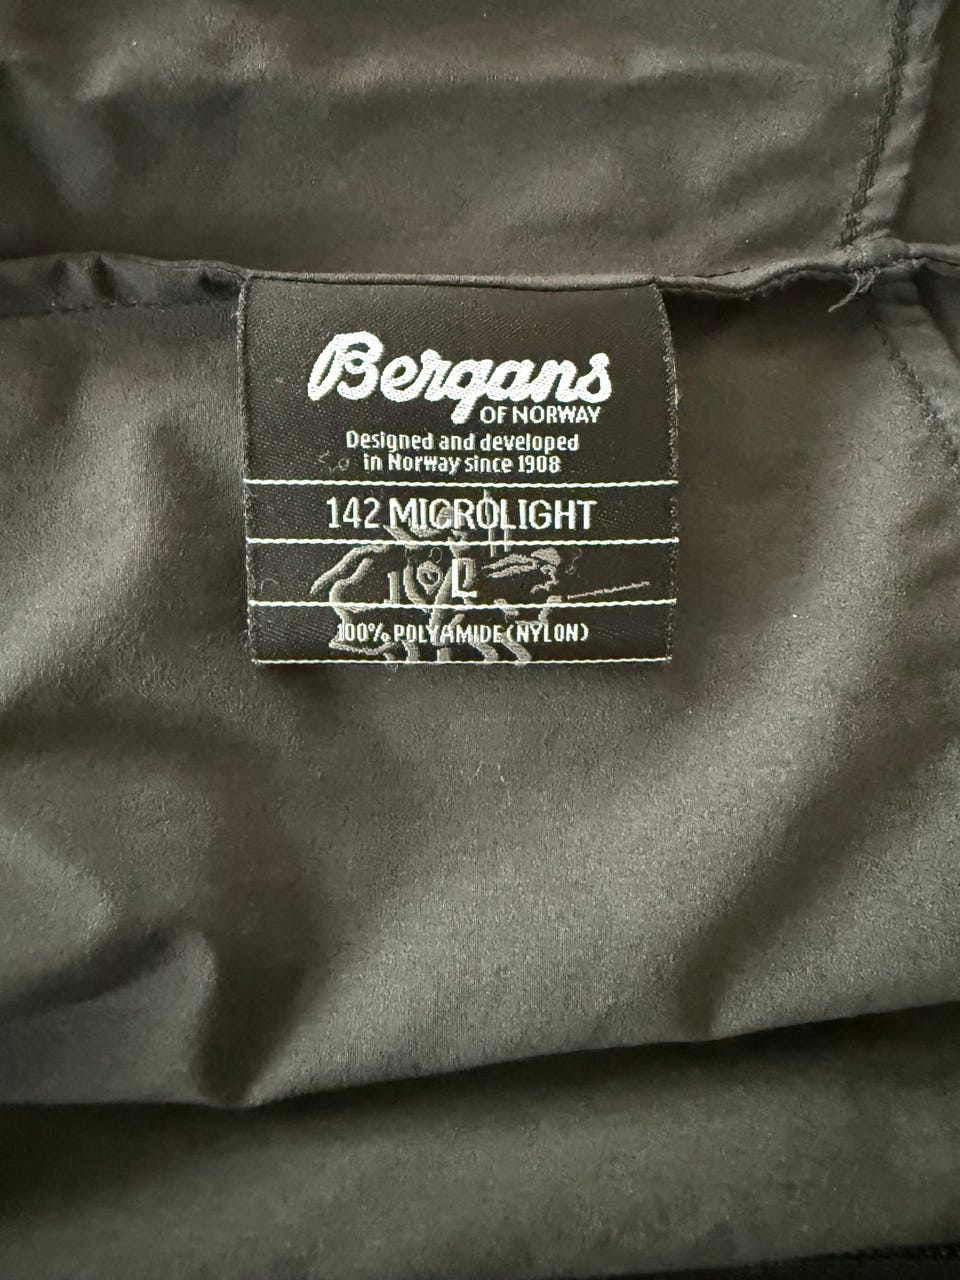 Bergans
OF NORWAY
Designed and developed
in Norway since 1908
142 MICROLIGHT
L
100% POLYAMIDE (NYLON)